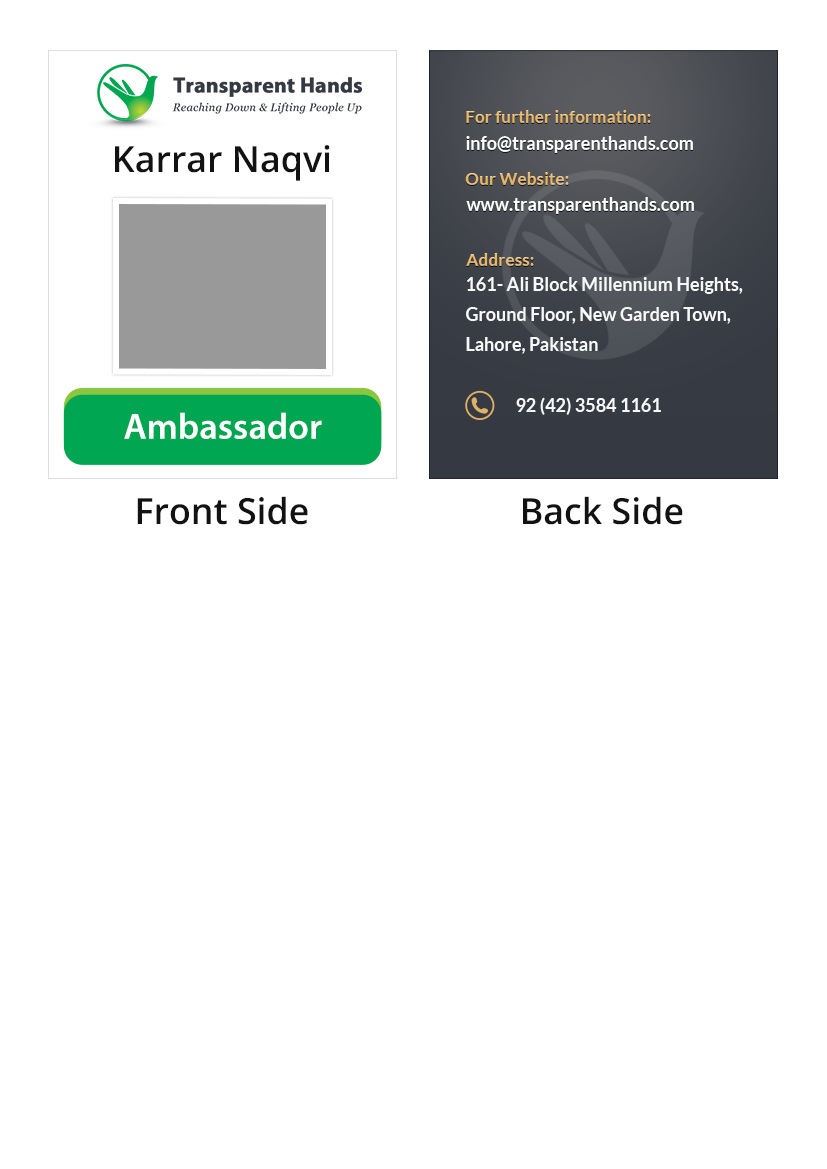 Transparent Hands
Reaching Down & Lifting People Up
Karrar Naqvi
Ambassador
Front Side
For further information:
info@transparenthands.com
Our Website:
www.transparenthands.com
Address:
161- Ali Block Millennium Heights,
Ground Floor, New Garden Town,
Lahore, Pakistan
92 (42) 3584 1161
Back Side